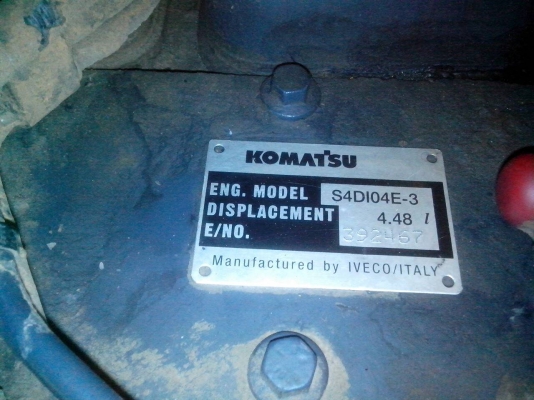 KOMATSU
ENG. MODEL S4DI04E-3
DISPLACEMENT 4.48 l
E/NO. 392467
Manufactured by IVECO/ITALY